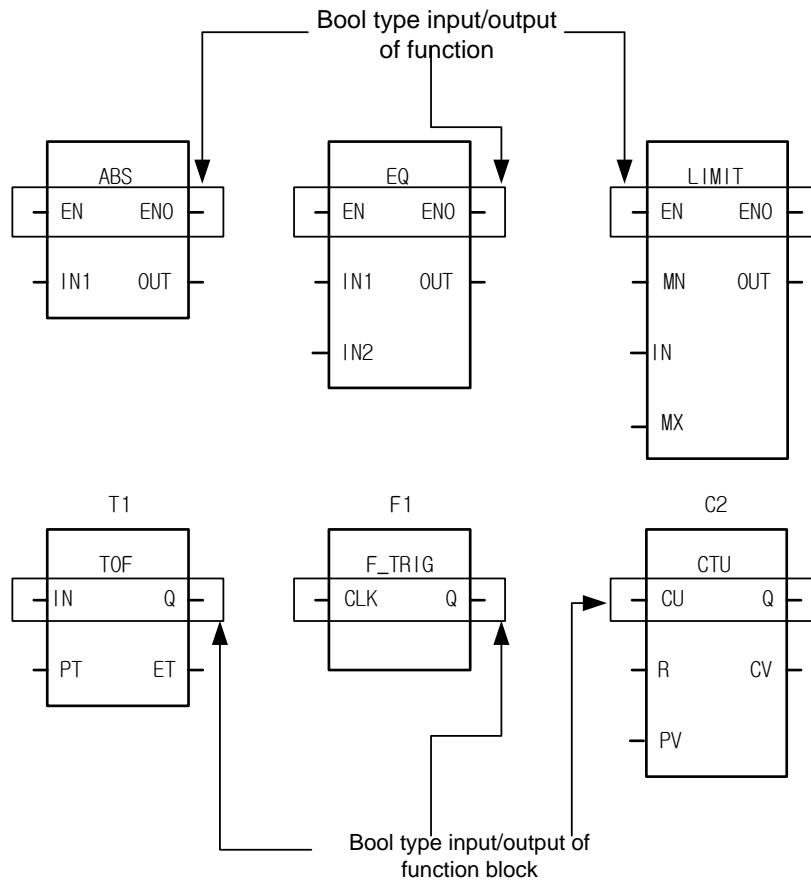 Bool type input/output
of function
ABS
EQ
LIMIT
EN ENO
EN ENO
EN ENO
IN1 OUT
IN1 OUT
MN OUT
IN2
IN
MX
T1
F1
C2
TOF
F_TRIG
CTU
IN Q
CLK Q
CU Q
PT ET
R CV
PV
Bool type input/output of
function block